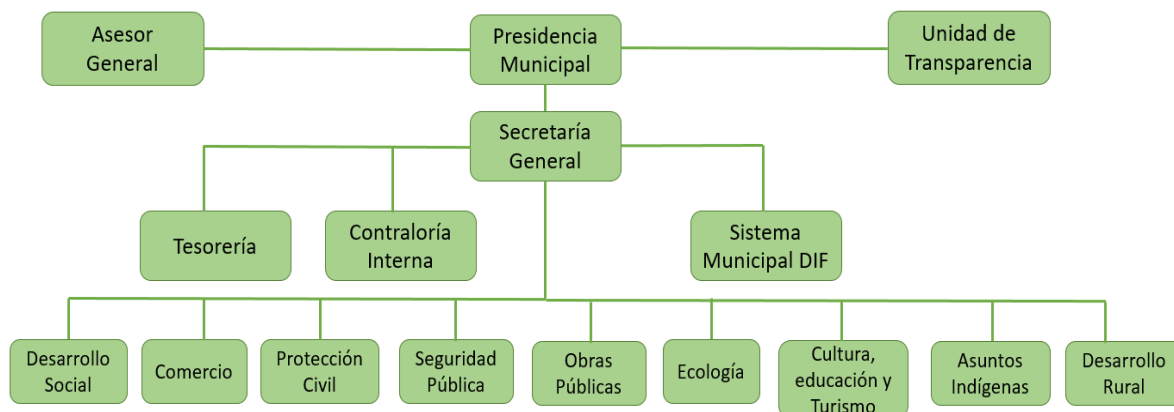 Asesor
General
Presidencia
Municipal
Unidad de
Transparencia
Secretaría
General
Tesorería
Contraloría
Interna
Sistema
Municipal DIF
Desarrollo
Social
Comercio
Protección
Civil
Seguridad
Pública
Obras
Públicas
Ecología
Cultura,
educación y
Turismo
Asuntos
Indígenas
Desarrollo
Rural